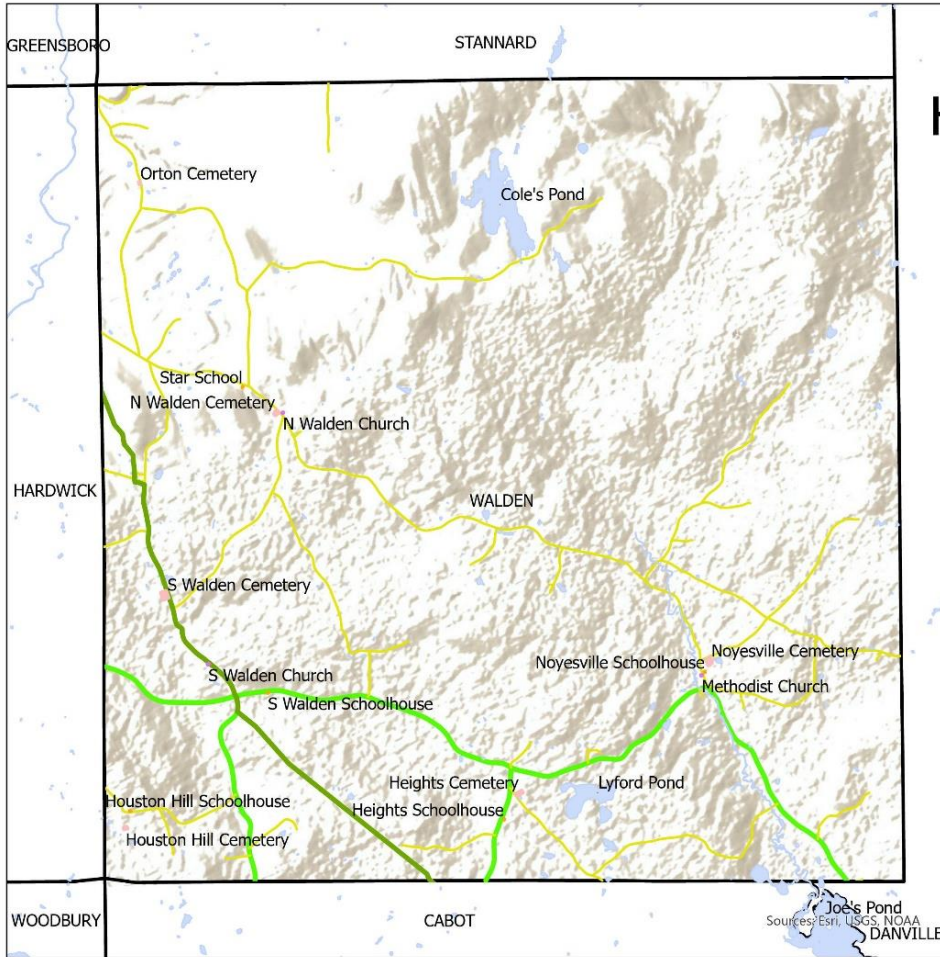 GREENSBORO
STANNARD
H
Orton Cemetery
Cole's Pond
Star School
N Walden Cemetery
N Walden Church
HARDWICK
WALDEN
S Walden Cemetery
Noyesville Schoolhouse
Noyesville Cemetery
S Walden Church
Methodist Church
S Walden Schoolhouse
Heights Cemetery
Lyford Pond
Houston Hill Schoolhouse
Heights Schoolhouse
Houston Hill Cemetery
Joe's Pond
WOODBURY
CABOT
Sources: Esri, USGS, NOAA
DANVILLE